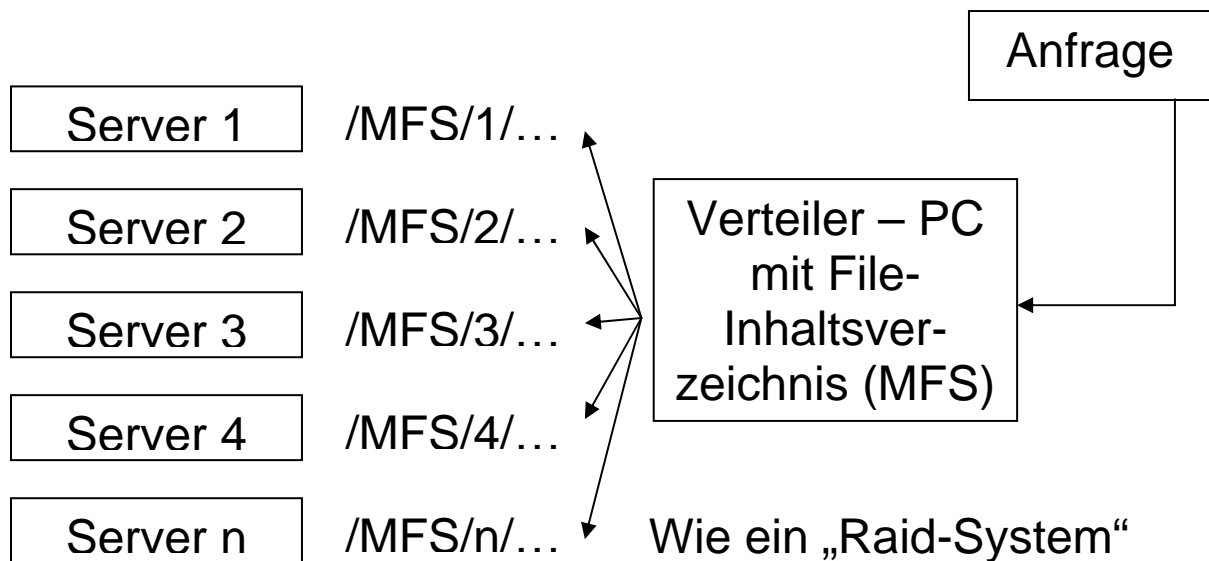 Anfrage
Server 1 /MFS/1/…
Server 2 /MFS/2/…
Server 3 /MFS/3/…
Server 4 /MFS/4/…
Server n /MFS/n/…
Verteiler – PC
mit File-
Inhaltsver-
zeichnis (MFS)
Wie ein „Raid-System“